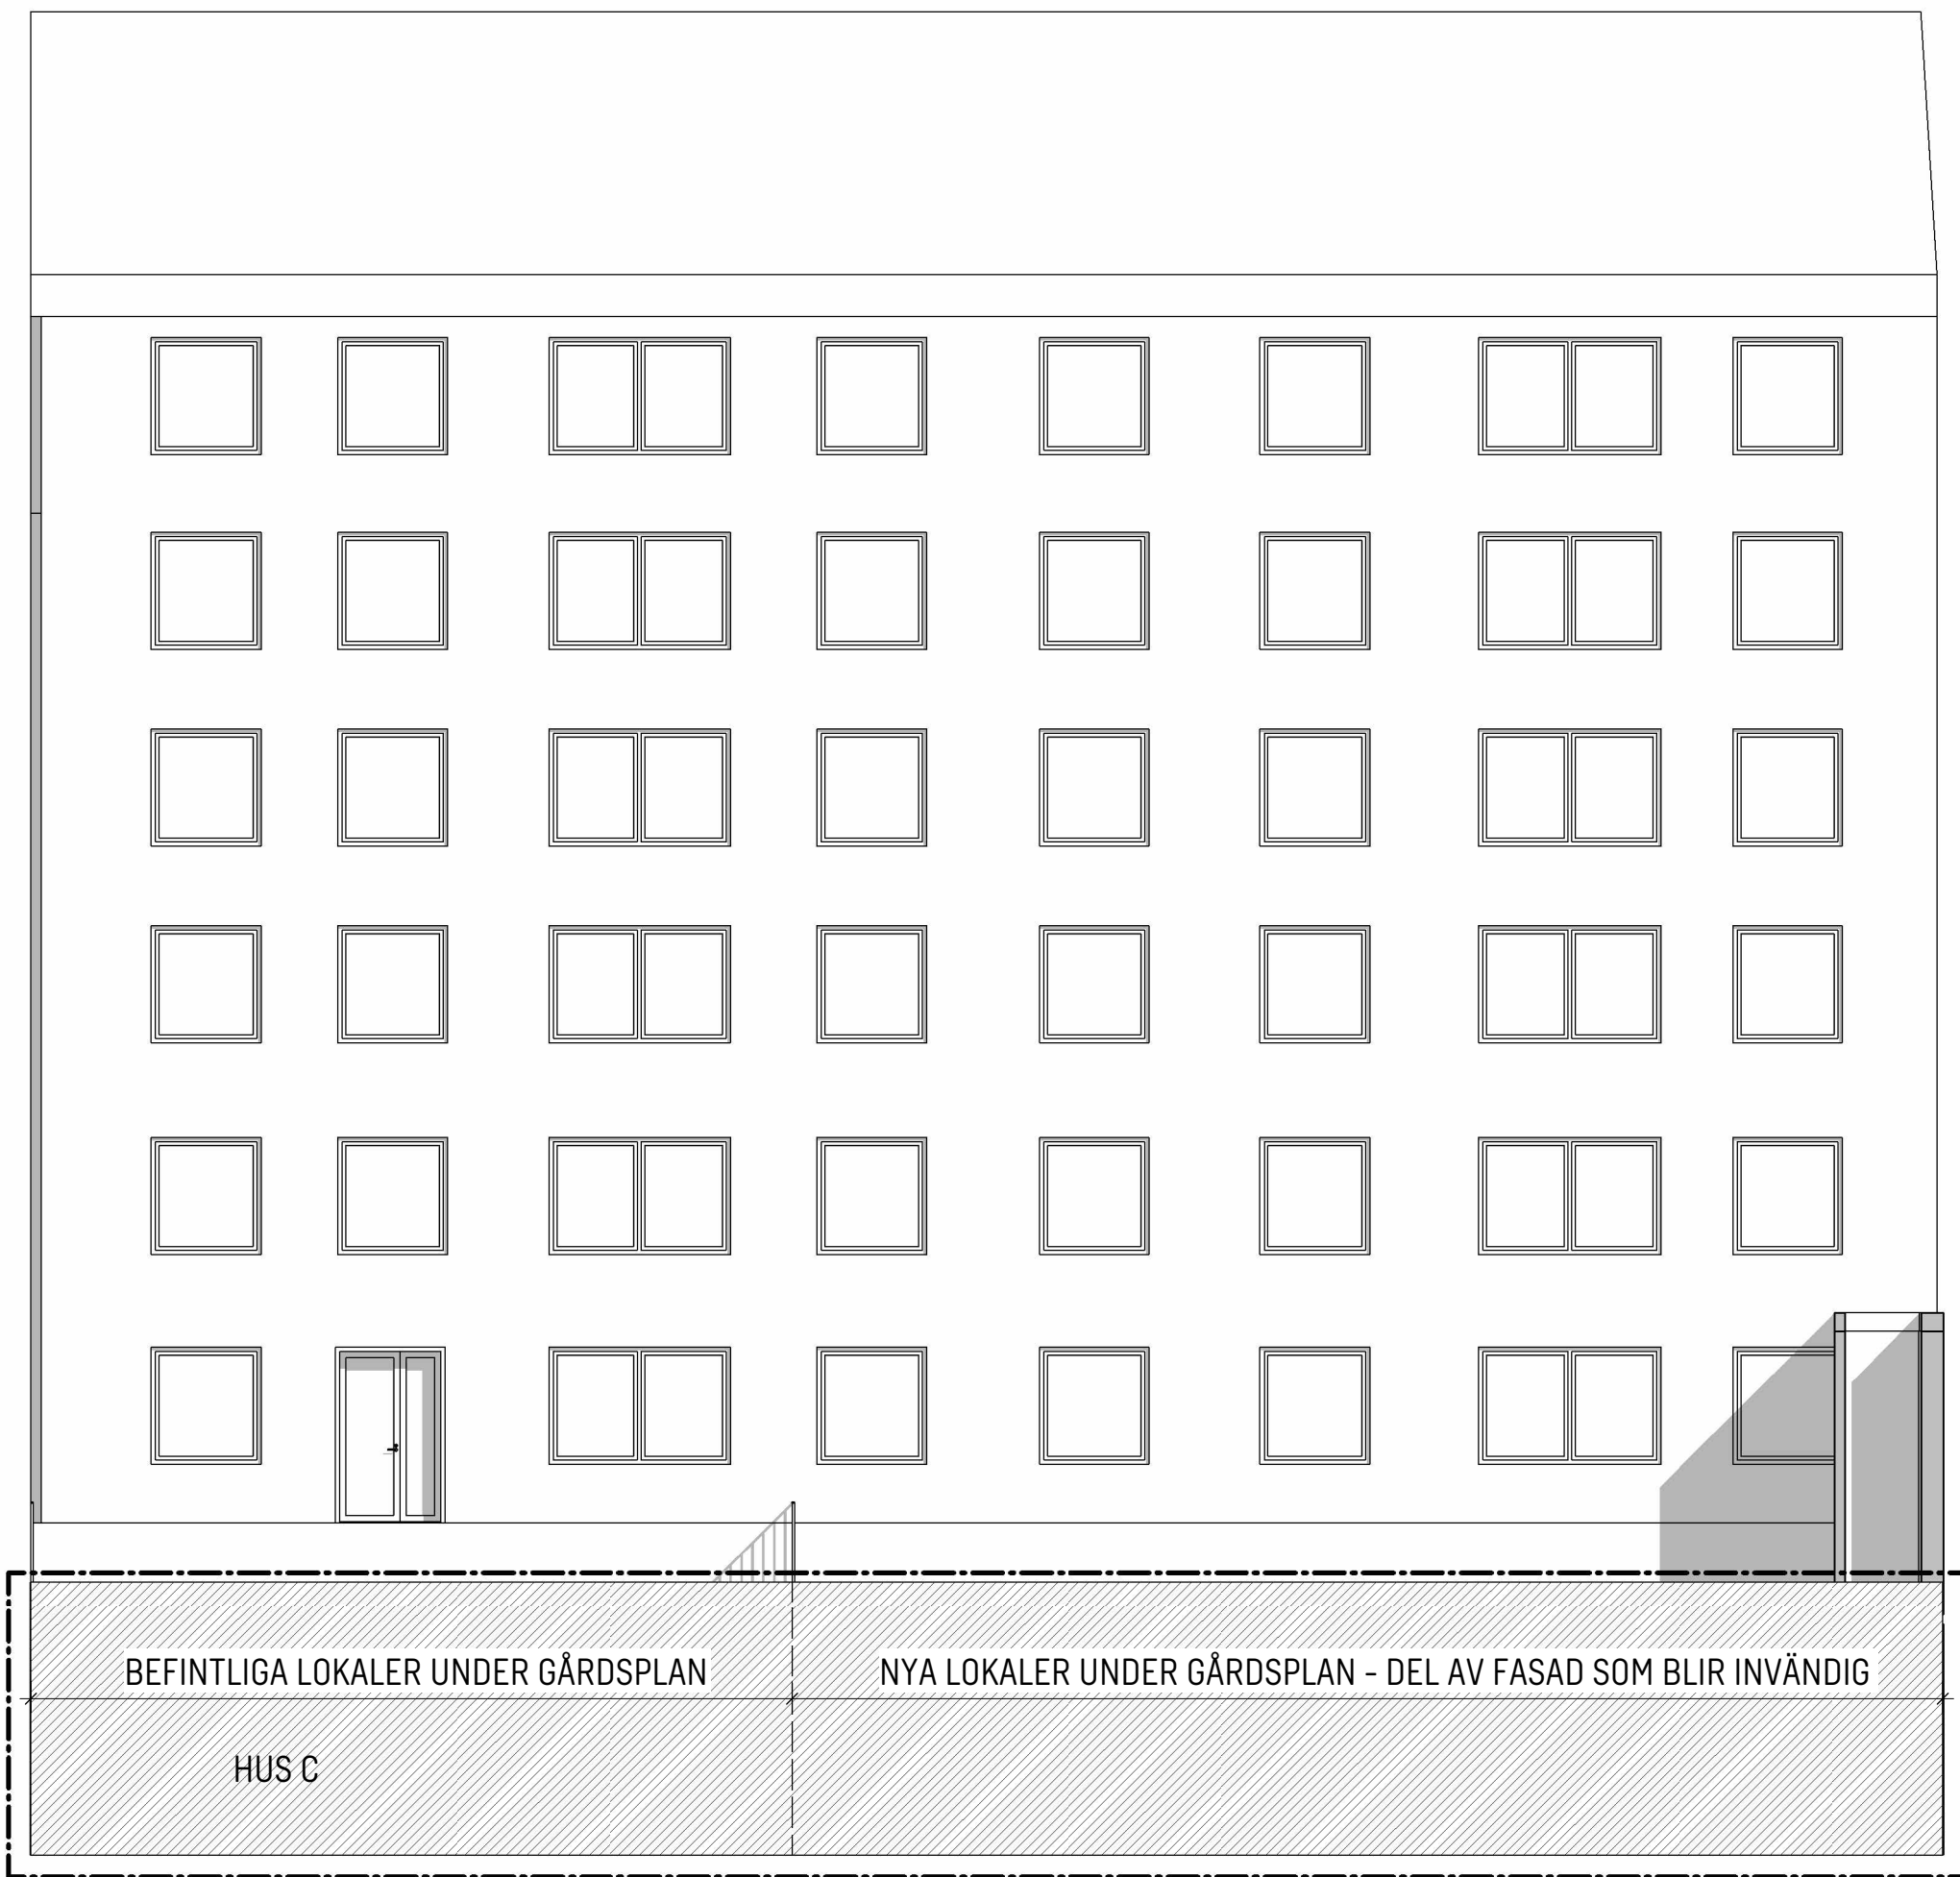 BEFINTLIGA LOKALER UNDER GÅRDSPLAN
NYA LOKALER UNDER GÅRDSPLAN - DEL AV FASAD SOM BLIR INVÄNDIG
HUS C